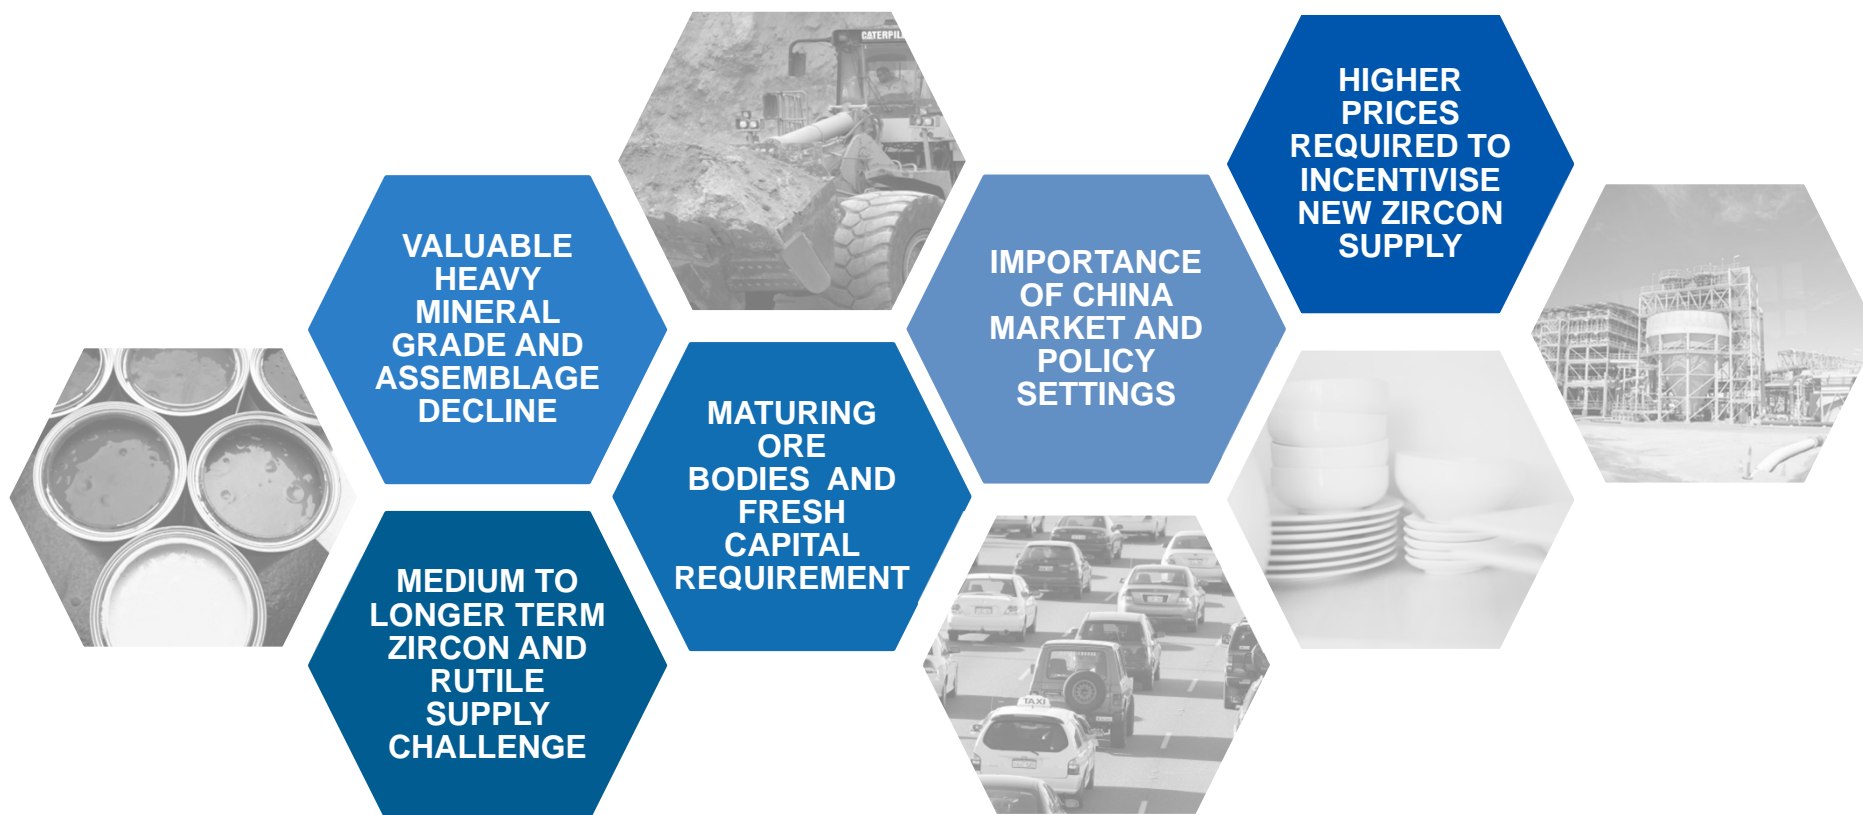 CATERPIL
HIGHER
PRICES
REQUIRED TO
INCENTIVISE
NEW ZIRCON
SUPPLY
VALUABLE
HEAVY
MINERAL
GRADE AND
ASSEMBLAGE
DECLINE
IMPORTANCE
OF CHINA
MARKET AND
POLICY
SETTINGS
MATURING
ORE
BODIES  AND
FRESH
CAPITAL
REQUIREMENT
MEDIUM TO
LONGER TERM
ZIRCON AND
RUTILE
SUPPLY
CHALLENGE
TAXI